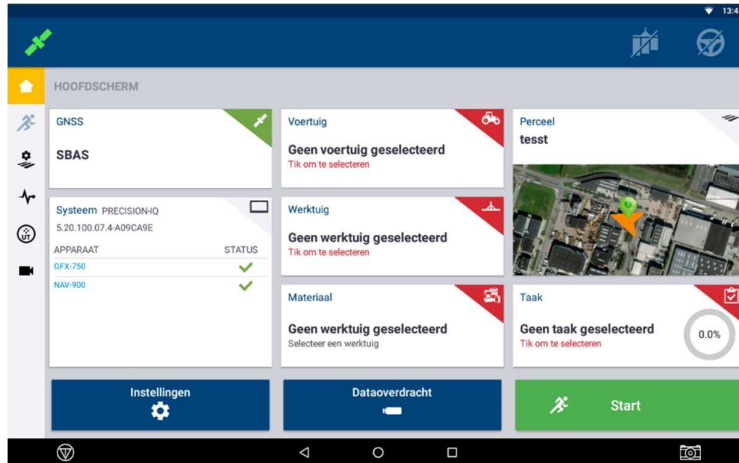 13:4
HOOFDSCHERM
GNSS
SBAS
Voertuig
Geen voertuig geselecteerd
Tik om te selecteren
Perceel
tesst
Systeem PRECISION-IQ
5.20.100.07.4-A09CA9E
APPARAAT STATUS
GFX-750
NAV-900
Werktuig
Geen werktuig geselecteerd
Tik om te selecteren
Materiaal
Geen werktuig geselecteerd
Selecteer een werktuig
Taak
Geen taak geselecteerd
Tik om te selecteren
0.0%
Instellingen
Dataoverdracht
Start
UT